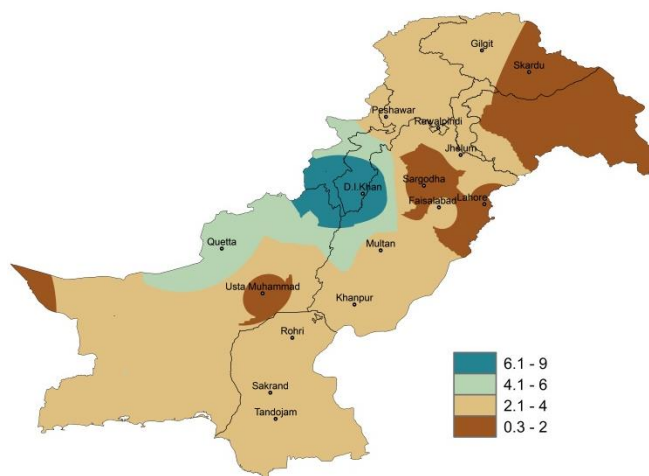 Gilgit
Skardu
Peshawar
Rawalpindi
Jhelum
Sargodha
D.I.Khan
Faisalabad
Lahore
Quetta
Multan
Usta Muhammad
Khanpur
Rohri
Sakrand
Tandojam
6.1 - 9
4.1 - 6
2.1 - 4
0.3 - 2